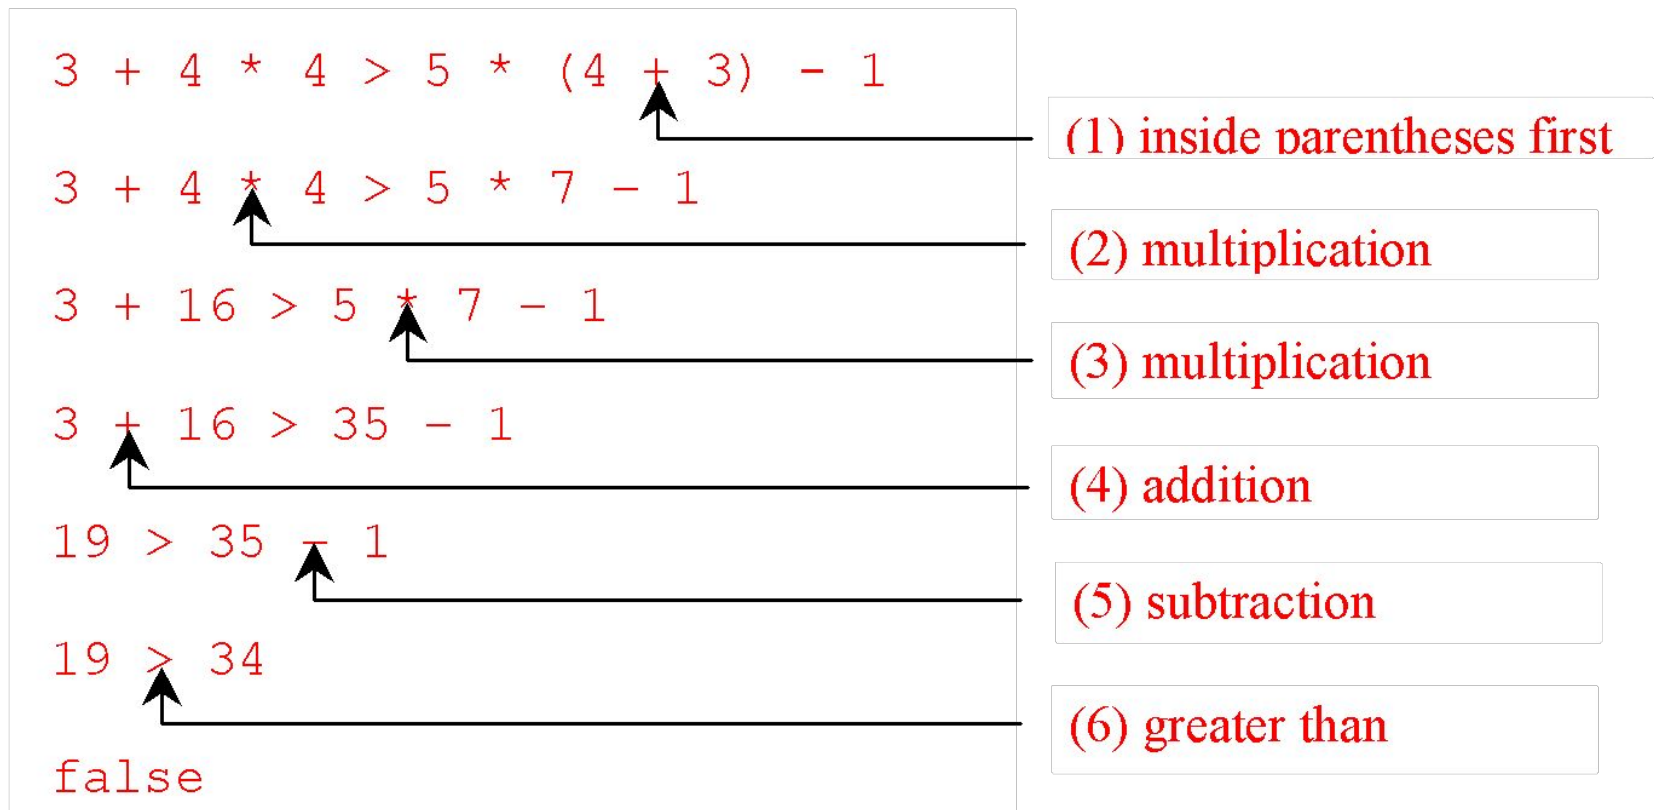 3 + 4 * 4 > 5 * (4 + 3) - 1
(1) inside parentheses first
3 + 4 * 4 > 5 * 7 - 1
(2) multiplication
3 + 16 > 5 * 7 - 1
(3) multiplication
3 + 16 > 35 - 1
(4) addition
19 > 35 - 1
(5) subtraction
19 > 34
(6) greater than
false